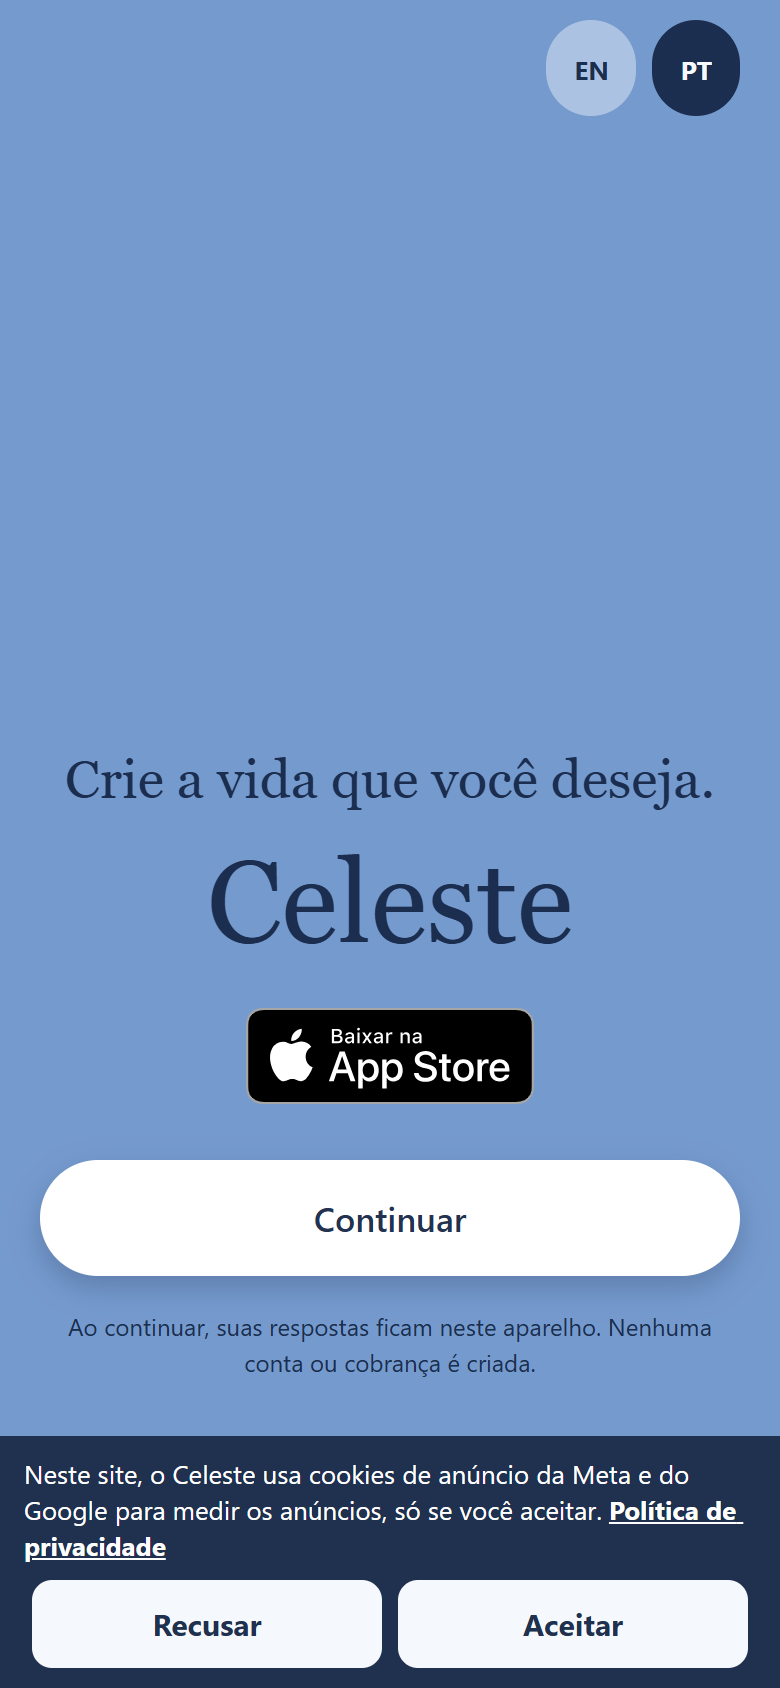 EN
PT
Crie a vida que você deseja.
Celeste
Baixar na
App Store
Continuar
Ao continuar, suas respostas ficam neste aparelho. Nenhuma
conta ou cobrança é criada.
Neste site, o Celeste usa cookies de anúncio da Meta e do
Google para medir os anúncios, só se você aceitar. Política de
privacidade
Recusar
Aceitar